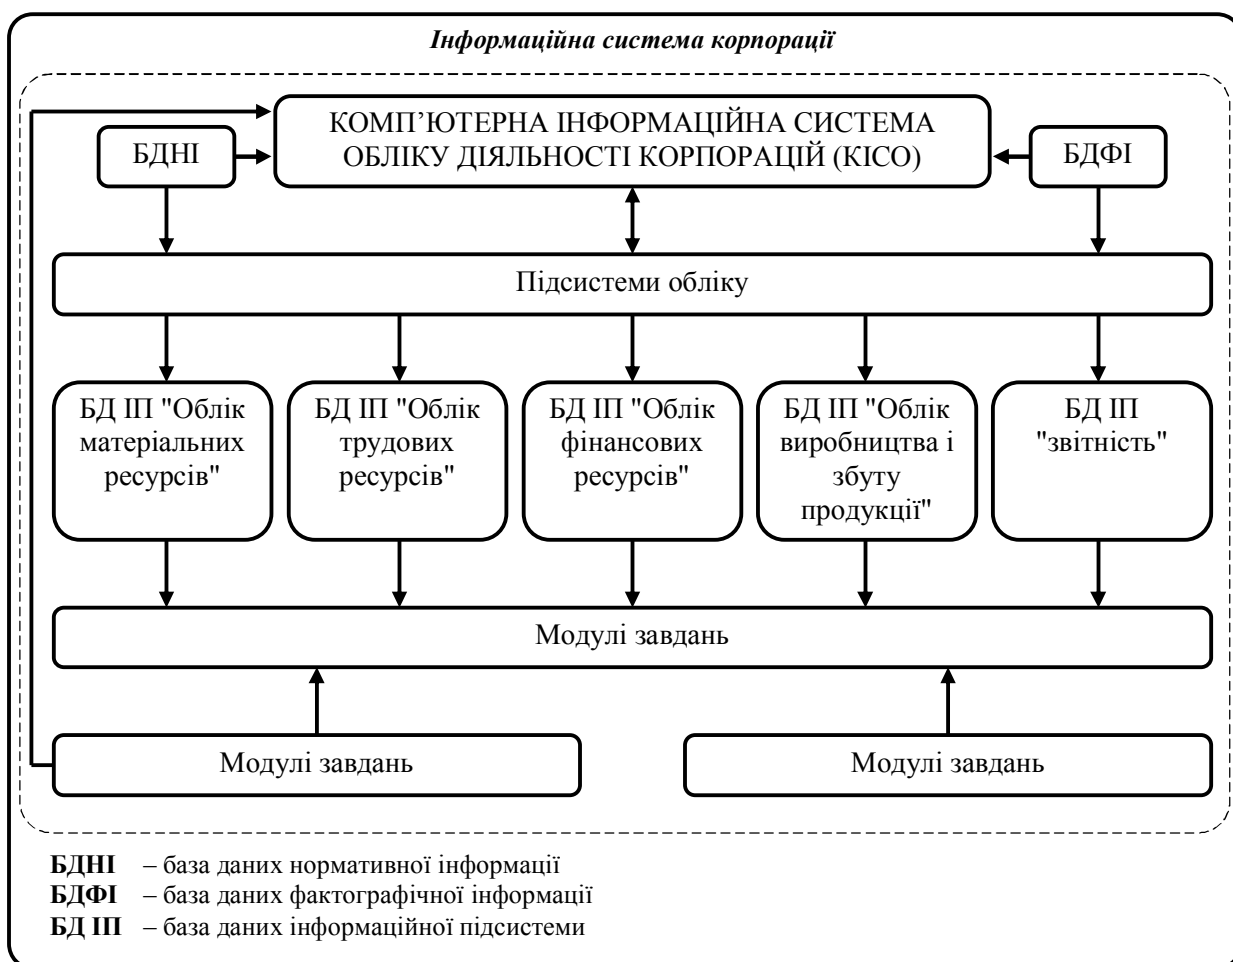 Інформаційна система корпорації
КОМП’ЮТЕРНА ІНФОРМАЦІЙНА СИСТЕМА
ОБЛІКУ ДІЯЛЬНОСТІ КОРПОРАЦІЙ (КІСО)
БДНІ
БДФІ
Підсистеми обліку
БД ІП "Облік
матеріальних
ресурсів"
БД ІП "Облік
трудових
ресурсів"
БД ІП "Облік
фінансових
ресурсів"
БД ІП "Облік
виробництва і
збуту
продукції"
БД ІП
"звітність"
Модулі завдань
Модулі завдань
Модулі завдань
БДНІ – база даних нормативної інформації
БДФІ – база даних фактографічної інформації
БД ІП – база даних інформаційної підсистеми